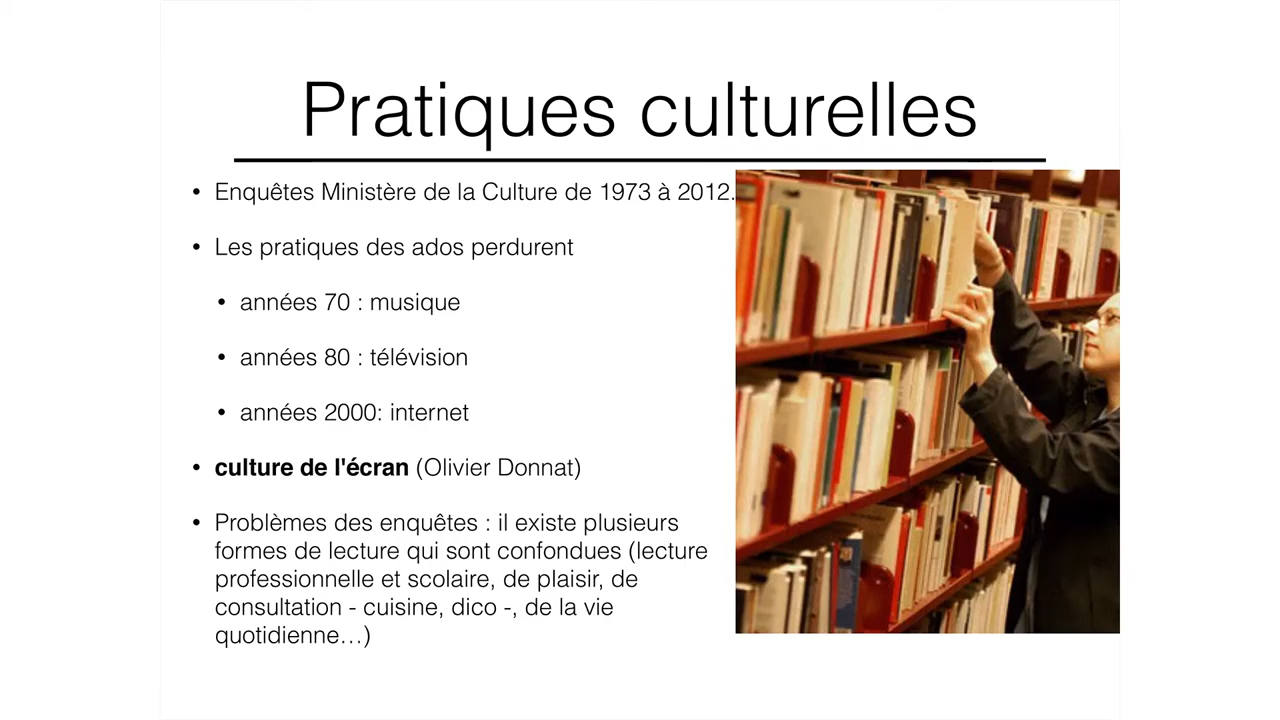 Pratiques culturelles
• Enquêtes Ministère de la Culture de 1973 à 2012.
• Les pratiques des ados perdurent
• années 70 : musique
• années 80 : télévision
• années 2000: internet
• culture de l'écran (Olivier Donnat)
• Problèmes des enquêtes : il existe plusieurs
formes de lecture qui sont confondues (lecture
professionnelle et scolaire, de plaisir, de
consultation - cuisine, dico -, de la vie
quotidienne…)